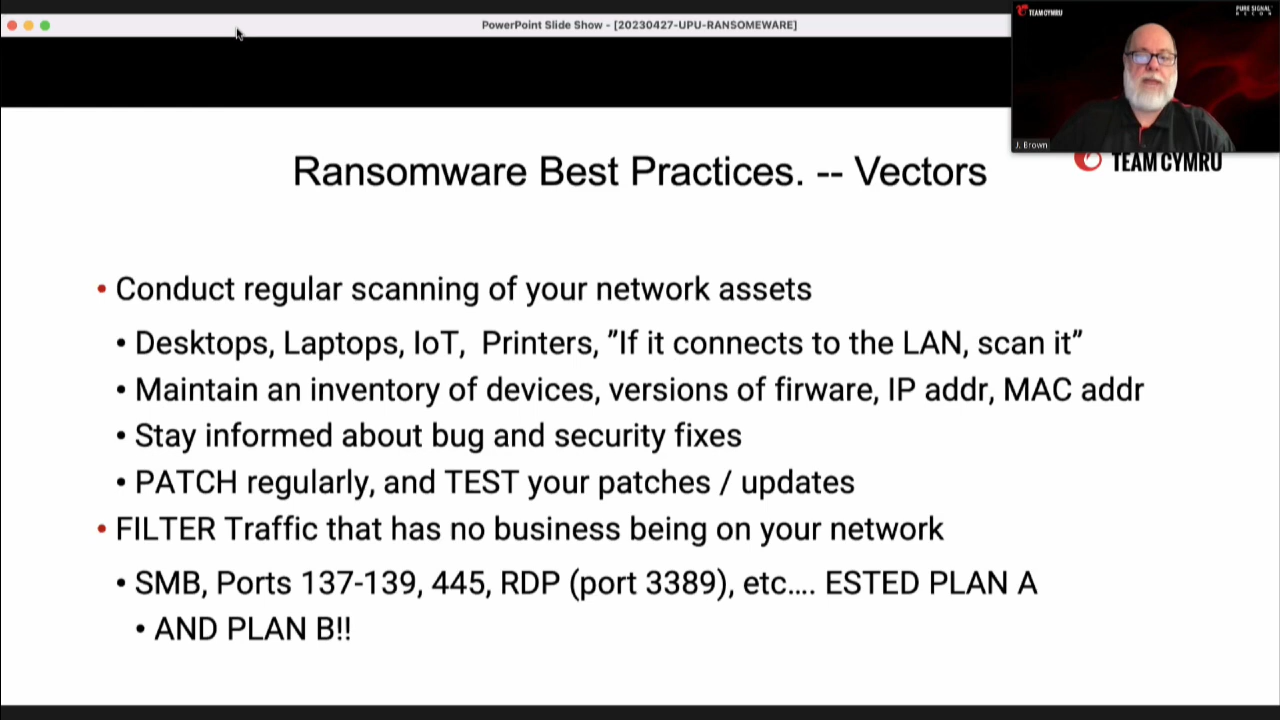 PowerPoint Slide Show - [20230427-UPU-RANSOMEWARE]
TEAM CYMRU
PURE SIGNAL
RECON
J. Brown
TEAM CYMRU
Ransomware Best Practices. -- Vectors
• Conduct regular scanning of your network assets
• Desktops, Laptops, IoT,  Printers, ”If it connects to the LAN, scan it”
• Maintain an inventory of devices, versions of firware, IP addr, MAC addr
• Stay informed about bug and security fixes
• PATCH regularly, and TEST your patches / updates
• FILTER Traffic that has no business being on your network
• SMB, Ports 137-139, 445, RDP (port 3389), etc.... ESTED PLAN A
• AND PLAN B!!